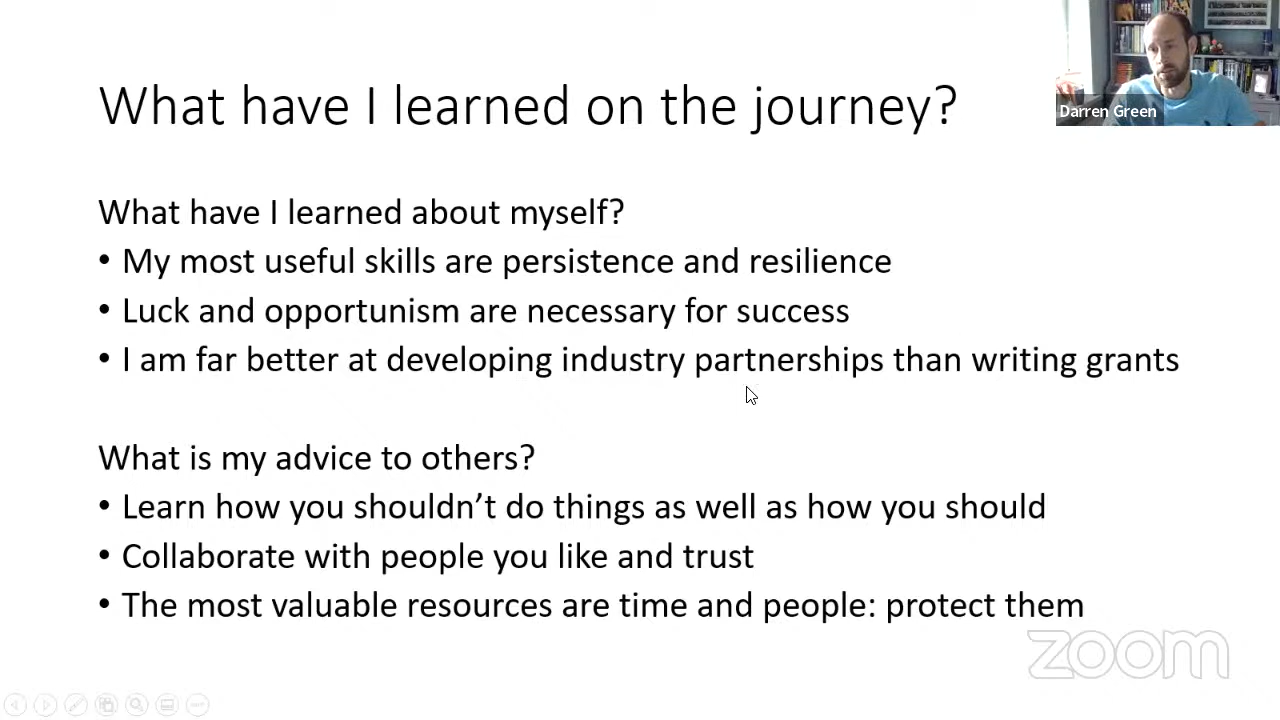 What have I learned on the journey?
Darren Green
What have I learned about myself?
• My most useful skills are persistence and resilience
• Luck and opportunism are necessary for success
• I am far better at developing industry partnerships than writing grants
What is my advice to others?
• Learn how you shouldn’t do things as well as how you should
• Collaborate with people you like and trust
• The most valuable resources are time and people: protect them
zoom